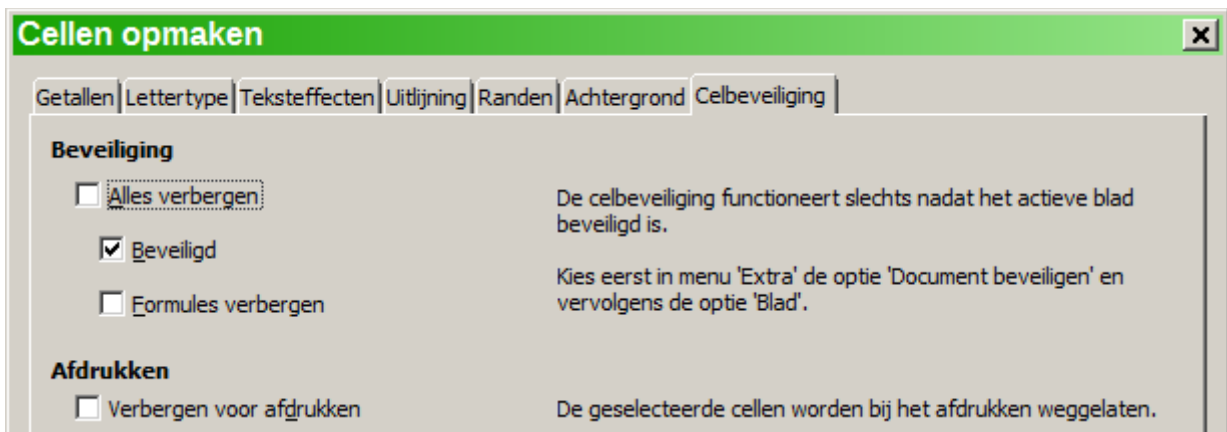 Cellen opmaken
Getallen Lettertype Teksteffecten Uitlijning Randen Achtergrond Celbeveiliging
Beveiliging
Alles verbergen
De celbeveiliging functioneert slechts nadat het actieve blad
beveiligd is.
Beveiligd
Kies eerst in menu 'Extra' de optie 'Document beveiligen' en
vervolgens de optie 'Blad'.
Formules verbergen
Afdrukken
Verbergen voor afdrukken
De geselecteerde cellen worden bij het afdrukken weggelaten.